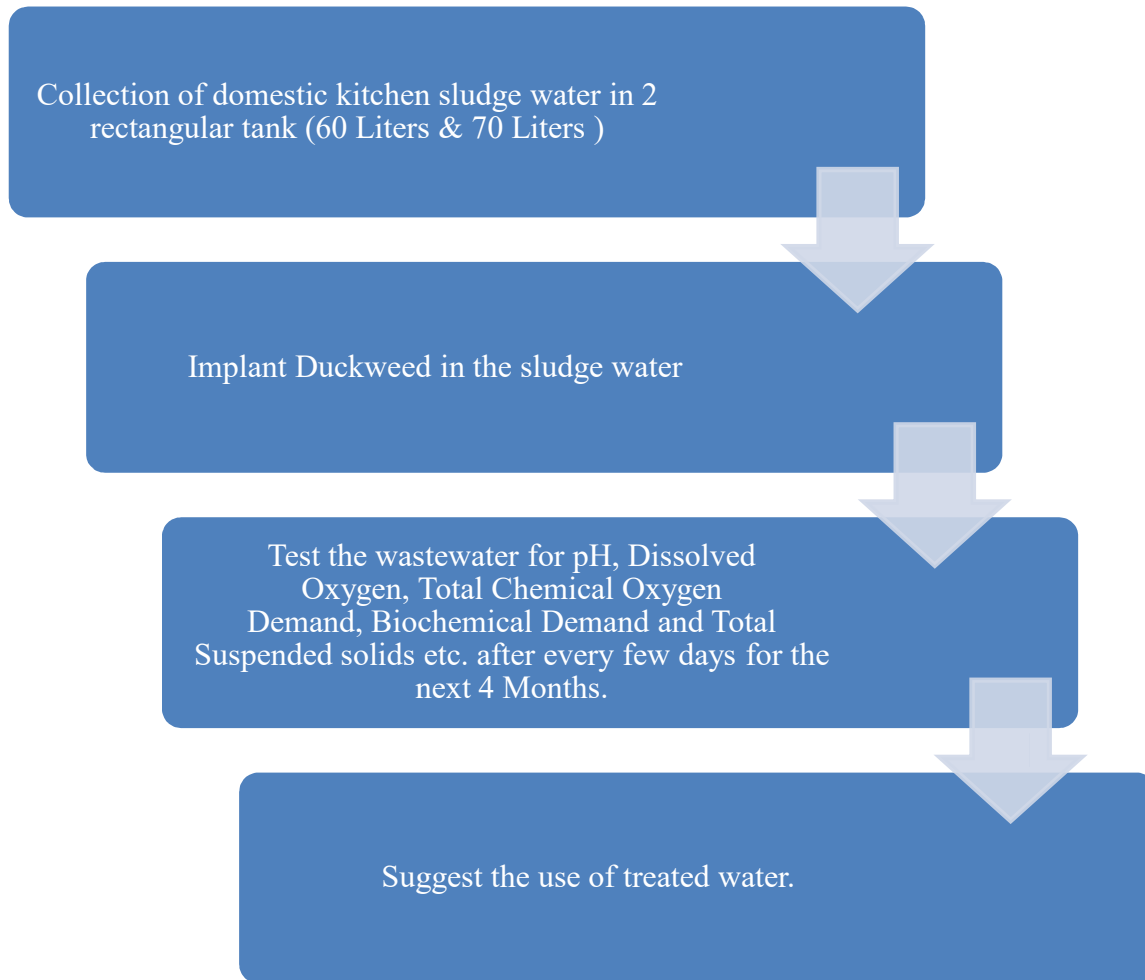 Collection of domestic kitchen sludge water in 2
rectangular tank (60 Liters & 70 Liters )
Implant Duckweed in the sludge water
Test the wastewater for pH, Dissolved
Oxygen, Total Chemical Oxygen
Demand, Biochemical Demand and Total
Suspended solids etc. after every few days for the
next 4 Months.
Suggest the use of treated water.